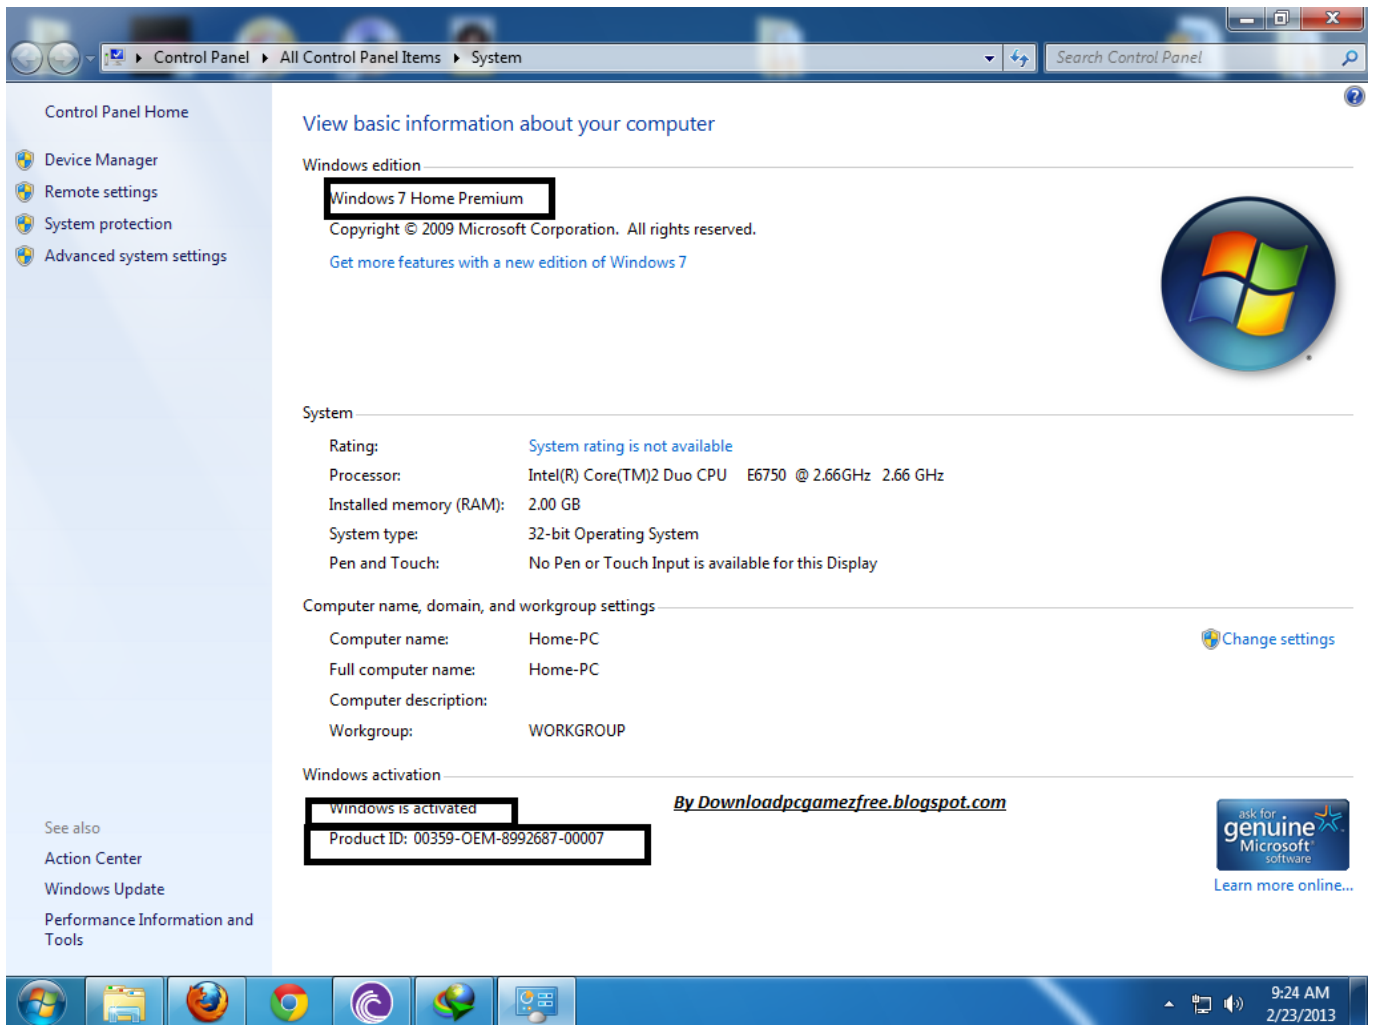 Control Panel All Control Panel Items System
Search Control Panel
Control Panel Home
Device Manager
Remote settings
System protection
Advanced system settings
View basic information about your computer
Windows edition
Windows 7 Home Premium
Copyright © 2009 Microsoft Corporation. All rights reserved.
Get more features with a new edition of Windows 7
System
Rating: System rating is not available
Processor: Intel(R) Core(TM)2 Duo CPU E6750 @ 2.66GHz 2.66 GHz
Installed memory (RAM): 2.00 GB
System type: 32-bit Operating System
Pen and Touch: No Pen or Touch Input is available for this Display
Computer name, domain, and workgroup settings
Computer name: Home-PC
Change settings
Full computer name: Home-PC
Computer description:
Workgroup: WORKGROUP
Windows activation
Windows is activated
By Downloadpcgamezfree.blogspot.com
Product ID: 00359-OEM-8992687-00007
ask for
genuine
Microsoft
software
Learn more online...
See also
Action Center
Windows Update
Performance Information and
Tools
9:24 AM
2/23/2013